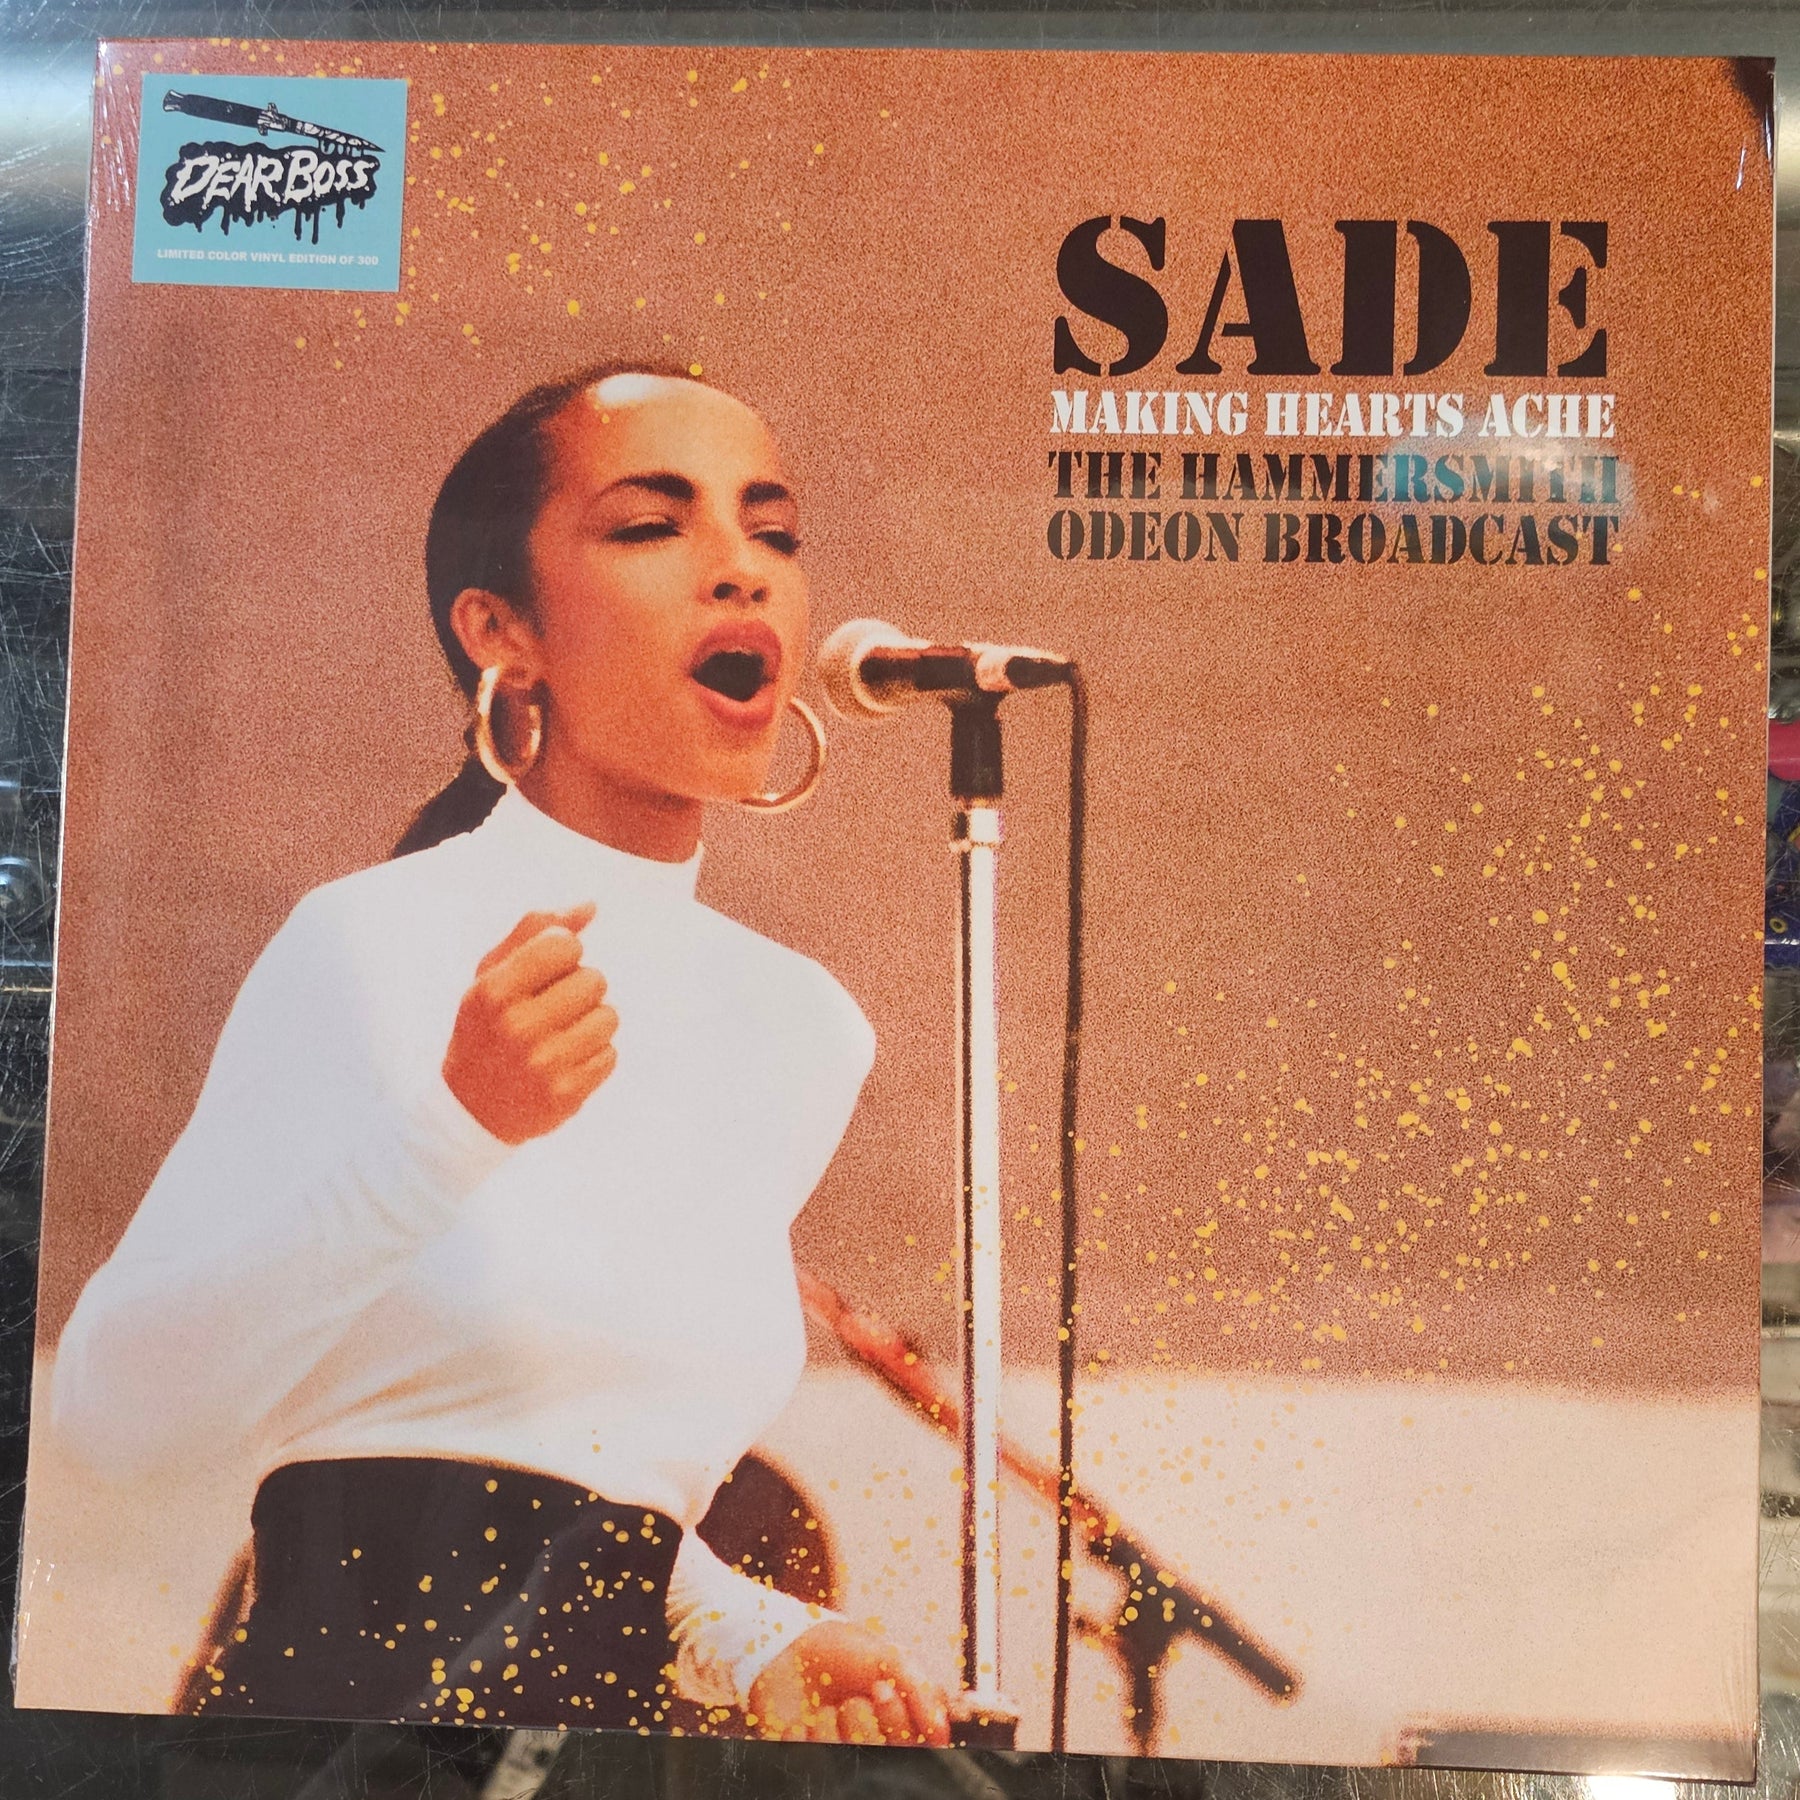 DEAR BOSS
LIMITED COLOR VINYL EDITION OF 300
SADE
MAKING HEARTS ACHE
THE HAMMERSMITH
ODEON BROADCAST